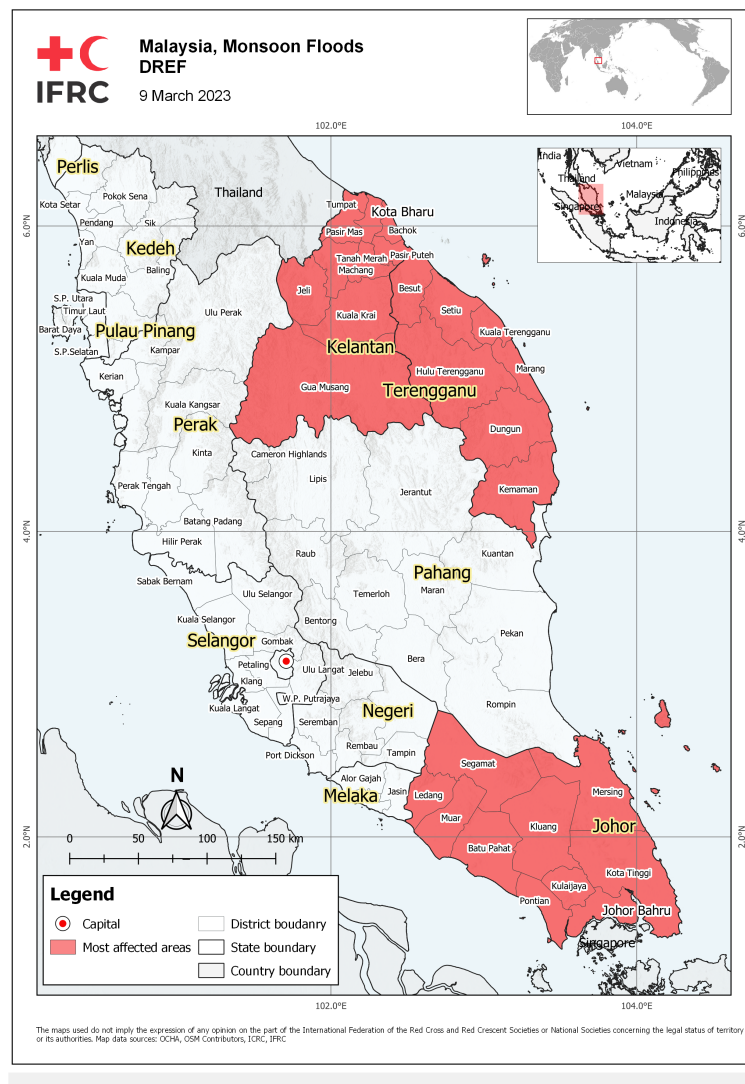 IFRC
Malaysia, Monsoon Floods
DREF
9 March 2023
102.0°E
104.0°E
India
Vietnam
Philippines
Thailand
Malaysia
Singapore
Indonesia
Perlis
Thailand
Kota Setar
Pokok Sena
Tumpat
Kota Bharu
6.0°N
6.0°N
Pendang
Sik
Pasir Mas
Bachok
Yan
Kedeh
Tanah Merah
Pasir Puteh
Baling
Machang
Kuala Muda
Jeli
Besut
S.P. Utara
Timur Laut
Ulu Perak
Kuala Krai
Setiu
Barat Daya
Pulau Pinang
Kuala Terengganu
S.P.Selatan
Kampar
Kelantan
Kerian
Hulu Terengganu
Marang
Gua Musang
Terengganu
Kuala Kangsar
Perak
Dungun
Kinta
Cameron Highlands
Lipis
Perak Tengah
Jerantut
Kemaman
Batang Padang
4.0°N
4.0°N
Hilir Perak
Raub
Kuantan
Sabak Bernam
Pahang
Ulu Selangor
Temerloh
Maran
Kuala Selangor
Bentong
Pekan
Selangor
Gombak
Petaling
Ulu Langat
Jelebu
Bera
Klang
W.P. Putrajaya
Kuala Langat
Negeri
Rompin
Sepang
Seremban
Rembau
Tampin
Port Dickson
Segamat
N
Alor Gajah
Melaka
Jasin
Ledang
Mersing
Muar
Kluang
Johor
2.0°N
2.0°N
0 50 100 150 km
Batu Pahat
Kota Tinggi
Kulaijaya
Pontian
Johor Bahru
Singapore
Legend
Capital
Most affected areas
District boudanry
State boundary
Country boundary
102.0°E
104.0°E
The maps used do not imply the expression of any opinion on the part of the International Federation of the Red Cross and Red Crescent Societies or National Societies concerning the legal status of territory
or its authorities. Map data sources: OCHA, OSM Contributors, ICRC, IFRC